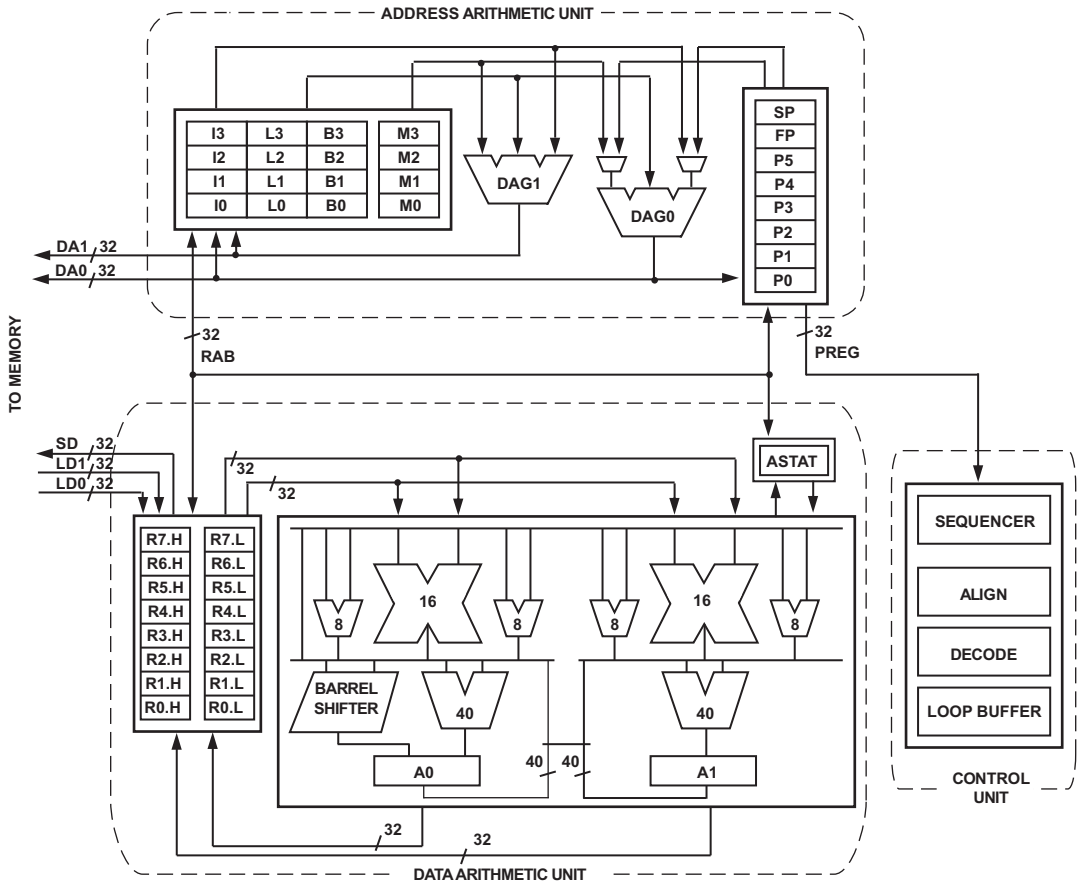 ADDRESS ARITHMETIC UNIT
SP
FP
P5
P4
P3
P2
P1
P0
I3 L3 B3 M3
I2 L2 B2 M2
I1 L1 B1 M1
I0 L0 B0 M0
DAG1
DAG0
DA1 32
DA0 32
32
RAB
32
PREG
TO MEMORY
SD 32
LD1 32
LD0 32
32
32
ASTAT
R7.H R7.L
R6.H R6.L
R5.H R5.L
R4.H R4.L
R3.H R3.L
R2.H R2.L
R1.H R1.L
R0.H R0.L
16 16
8 8 8 8
BARREL
SHIFTER
40 40
40 40
A0 A1
32
32
DATA ARITHMETIC UNIT
SEQUENCER
ALIGN
DECODE
LOOP BUFFER
CONTROL
UNIT